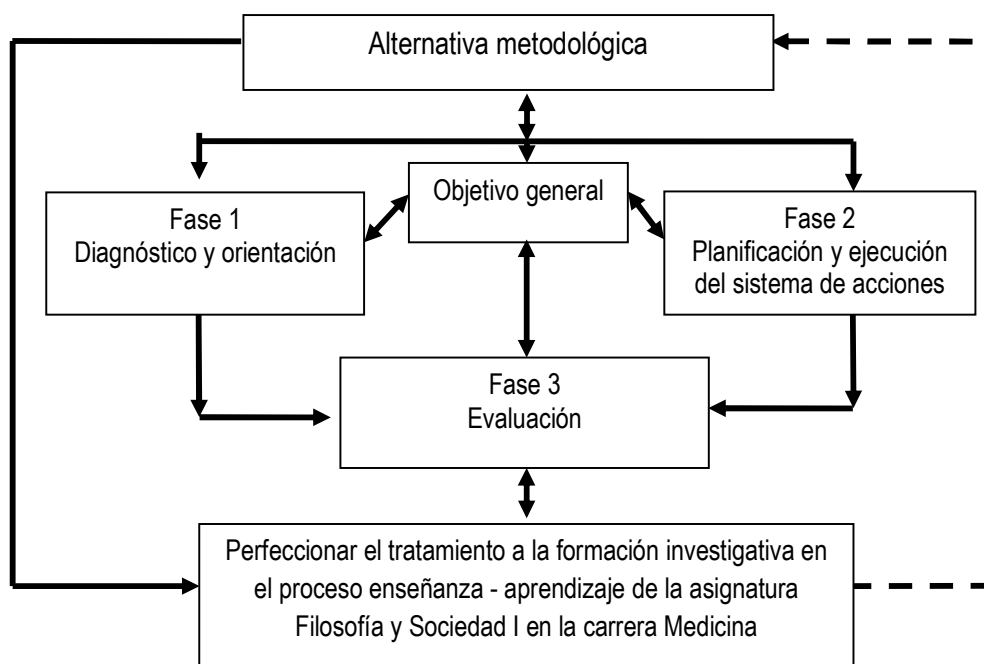 Alternativa metodológica
Objetivo general
Fase 1
Diagnóstico y orientación
Fase 2
Planificación y ejecución
del sistema de acciones
Fase 3
Evaluación
Perfeccionar el tratamiento a la formación investigativa en
el proceso enseñanza - aprendizaje de la asignatura
Filosofía y Sociedad I en la carrera Medicina